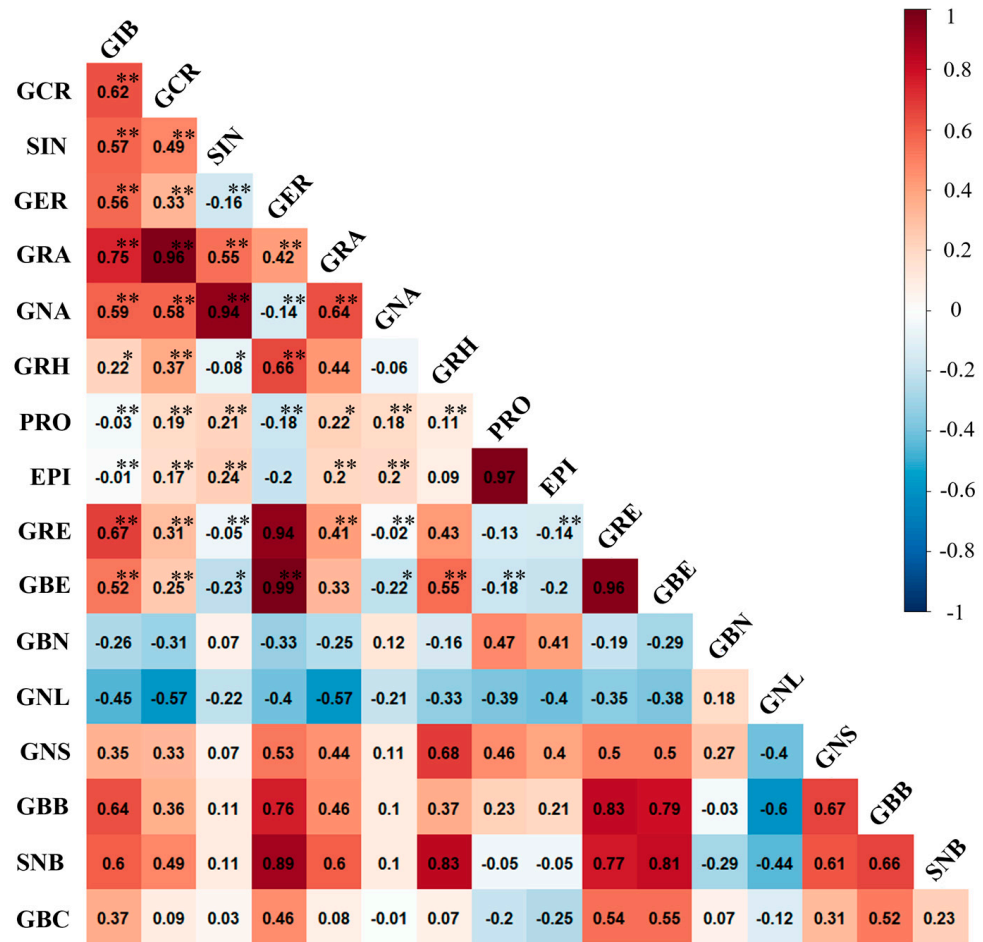 GIB
GCR 0.62** GCR
SIN 0.57** 0.49** SIN
GER 0.56** 0.33** -0.16** GER
GRA 0.75** 0.96** 0.55** 0.42** GRA
GNA 0.59** 0.58** 0.94** -0.14** 0.64** GNA
GRH 0.22* 0.37** -0.08* 0.66** 0.44 -0.06 GRH
PRO -0.03** 0.19** 0.21** -0.18** 0.22* 0.18** 0.11** PRO
EPI -0.01** 0.17** 0.24** -0.2 0.2** 0.2** 0.09 0.97 EPI
GRE 0.67** 0.31** -0.05** 0.94 0.41** -0.02** 0.43 -0.13 -0.14** GRE
GBE 0.52** 0.25** -0.23* 0.99** 0.33 -0.22* 0.55** -0.18** -0.2 0.96 GBE
GBN -0.26 -0.31 0.07 -0.33 -0.25 0.12 -0.16 0.47 0.41 -0.19 -0.29 GBN
GNL -0.45 -0.57 -0.22 -0.4 -0.57 -0.21 -0.33 -0.39 -0.4 -0.35 -0.38 0.18 GNL
GNS 0.35 0.33 0.07 0.53 0.44 0.11 0.68 0.46 0.4 0.5 0.5 0.27 -0.4 GNS
GBB 0.64 0.36 0.11 0.76 0.46 0.1 0.37 0.23 0.21 0.83 0.79 -0.03 -0.6 0.67 GBB
SNB 0.6 0.49 0.11 0.89 0.6 0.1 0.83 -0.05 -0.05 0.77 0.81 -0.29 -0.44 0.61 0.66 SNB
GBC 0.37 0.09 0.03 0.46 0.08 -0.01 0.07 -0.2 -0.25 0.54 0.55 0.07 -0.12 0.31 0.52 0.23
1
0.8
0.6
0.4
0.2
0
-0.2
-0.4
-0.6
-0.8
-1